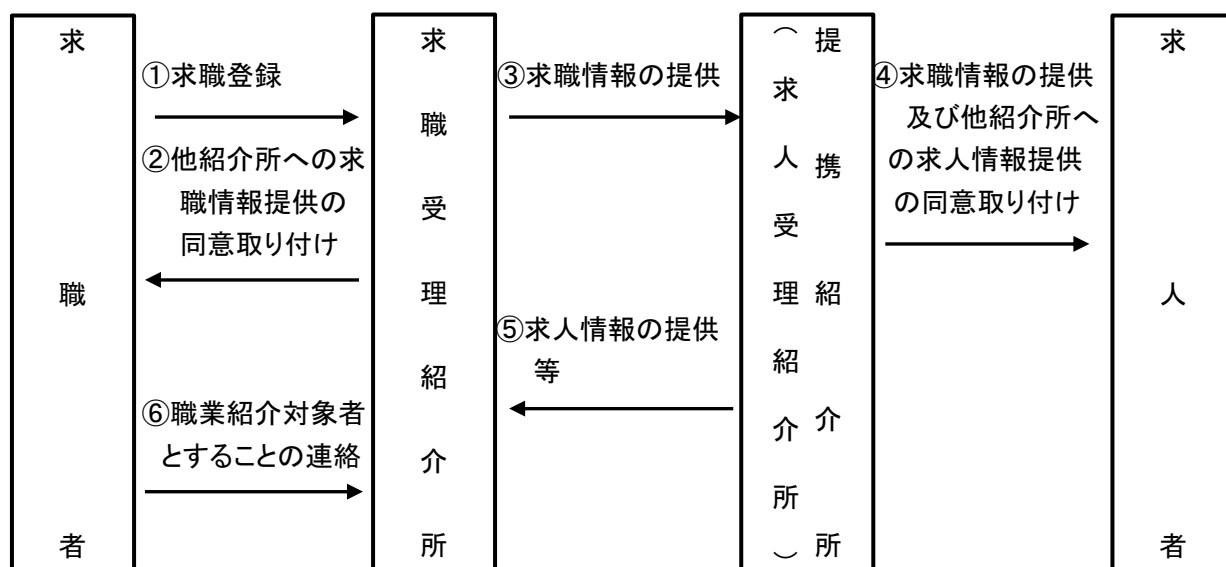 求職者
①求職登録
②他紹介所への求
職情報提供の
同意取り付け
⑥職業紹介対象者
とすることの連絡
求職受理紹介所
③求職情報の提供
⑤求人情報の提供
等
提携紹介所
（求人受理紹介所）
④求職情報の提供
及び他紹介所へ
の求人情報提供
の同意取り付け
求人者